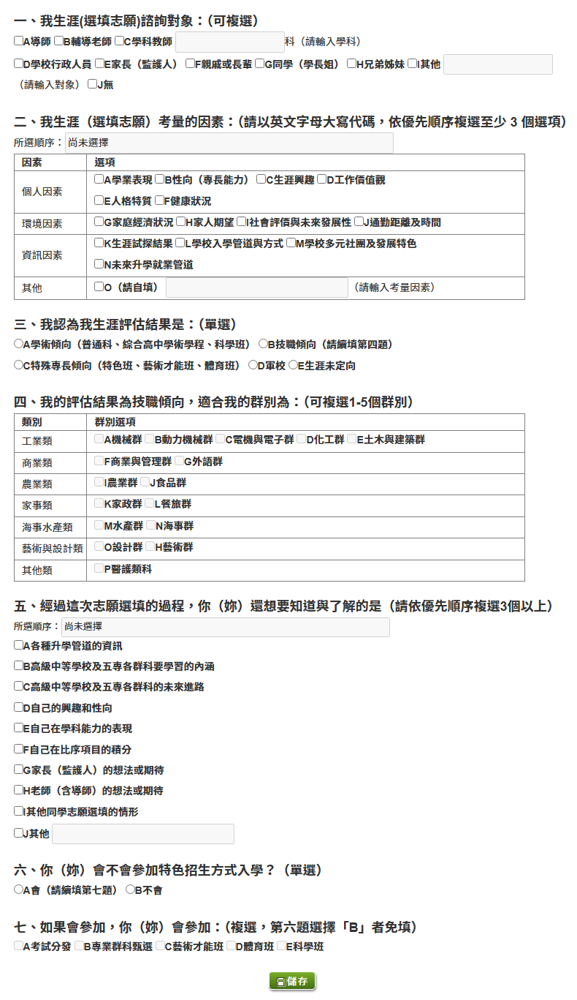 一、我生涯(選填志願)諮詢對象：(可複選）
A導師 B輔導老師 C學科教師 科（請輸入學科）
D學校行政人員 E家長（監護人） F親戚或長輩 G同學（學長姐） H兄弟姊妹 I其他
（請輸入對象） J無
二、我生涯（選填志願）考量的因素：（請以英文字母大寫代碼，依優先順序複選至少 3 個選項）
所選順序： 尚未選擇
因素 選項
個人因素 A學業表現 B性向（專長能力） C生涯興趣 D工作價值觀
E人格特質 F健康狀況
環境因素 G家庭經濟狀況 H家人期望 I社會評價與未來發展性 J通勤距離及時間
資訊因素 K生涯試探結果 L學校入學管道與方式 M學校多元社團及發展特色
N未來升學就業管道
其他 O（請自填） （請輸入考量因素）
三、我認為我生涯評估結果是：（單選）
A學術傾向（普通科、綜合高中學術學程、科學班） B技職傾向（請續填第四題）
C特殊專長傾向（特色班、藝術才能班、體育班） D軍校 E生涯未定向
四、我的評估結果為技職傾向，適合我的群別為：（可複選1-5個群別）
類別 群別選項
工業類 A機械群 B動力機械群 C電機與電子群 D化工群 E土木與建築群
商業類 F商業與管理群 G外語群
農業類 I農業群 J食品群
家事類 K家政群 L餐旅群
海事水產類 M水產群 N海事群
藝術與設計類 O設計群 H藝術群
其他類 P醫護類科
五、經過這次志願選填的過程，你（妳）還想要知道與了解的是（請依優先順序複選3個以上）
所選順序： 尚未選擇
A各種升學管道的資訊
B高級中等學校及五專各群科要學習的內涵
C高級中等學校及五專各群科的未來進路
D自己的興趣和性向
E自己在學科能力的表現
F自己在比序項目的積分
G家長（監護人）的想法或期待
H老師（含導師）的想法或期待
I其他同學志願選填的情形
J其他
六、你（妳）會不會參加特色招生方式入學？（單選）
A會（請續填第七題） B不會
七、如果會參加，你（妳）會參加：（複選，第六題選擇「B」者免填）
A考試分發 B專業群科甄選 C藝術才能班 D體育班 E科學班
儲存